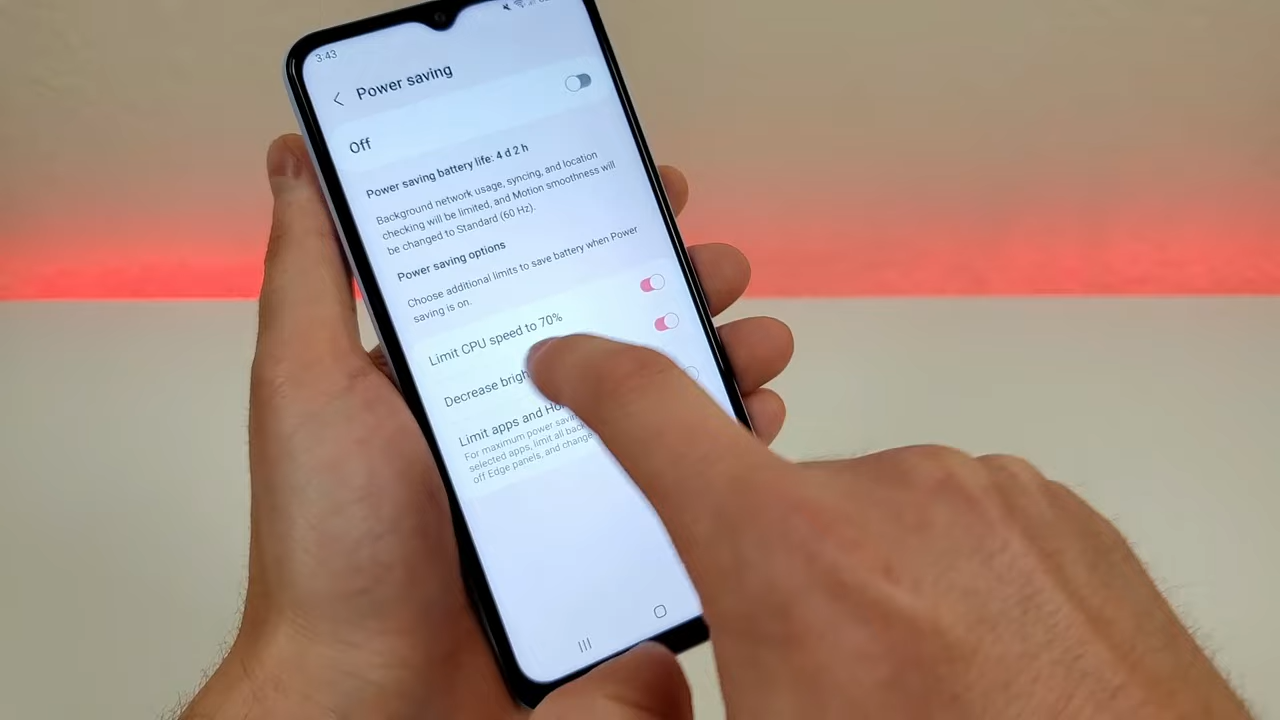 3:43
Power saving
Off
Power saving battery life: 4 d 2 h
Background network usage, syncing, and location
checking will be limited, and Motion smoothness will
be changed to Standard (60 Hz).
Power saving options
Choose additional limits to save battery when Power
saving is on.
Limit CPU speed to 70%
Decrease brigh
Limit apps and Ho
For maximum power savin
selected apps, limit all back
off Edge panels, and change